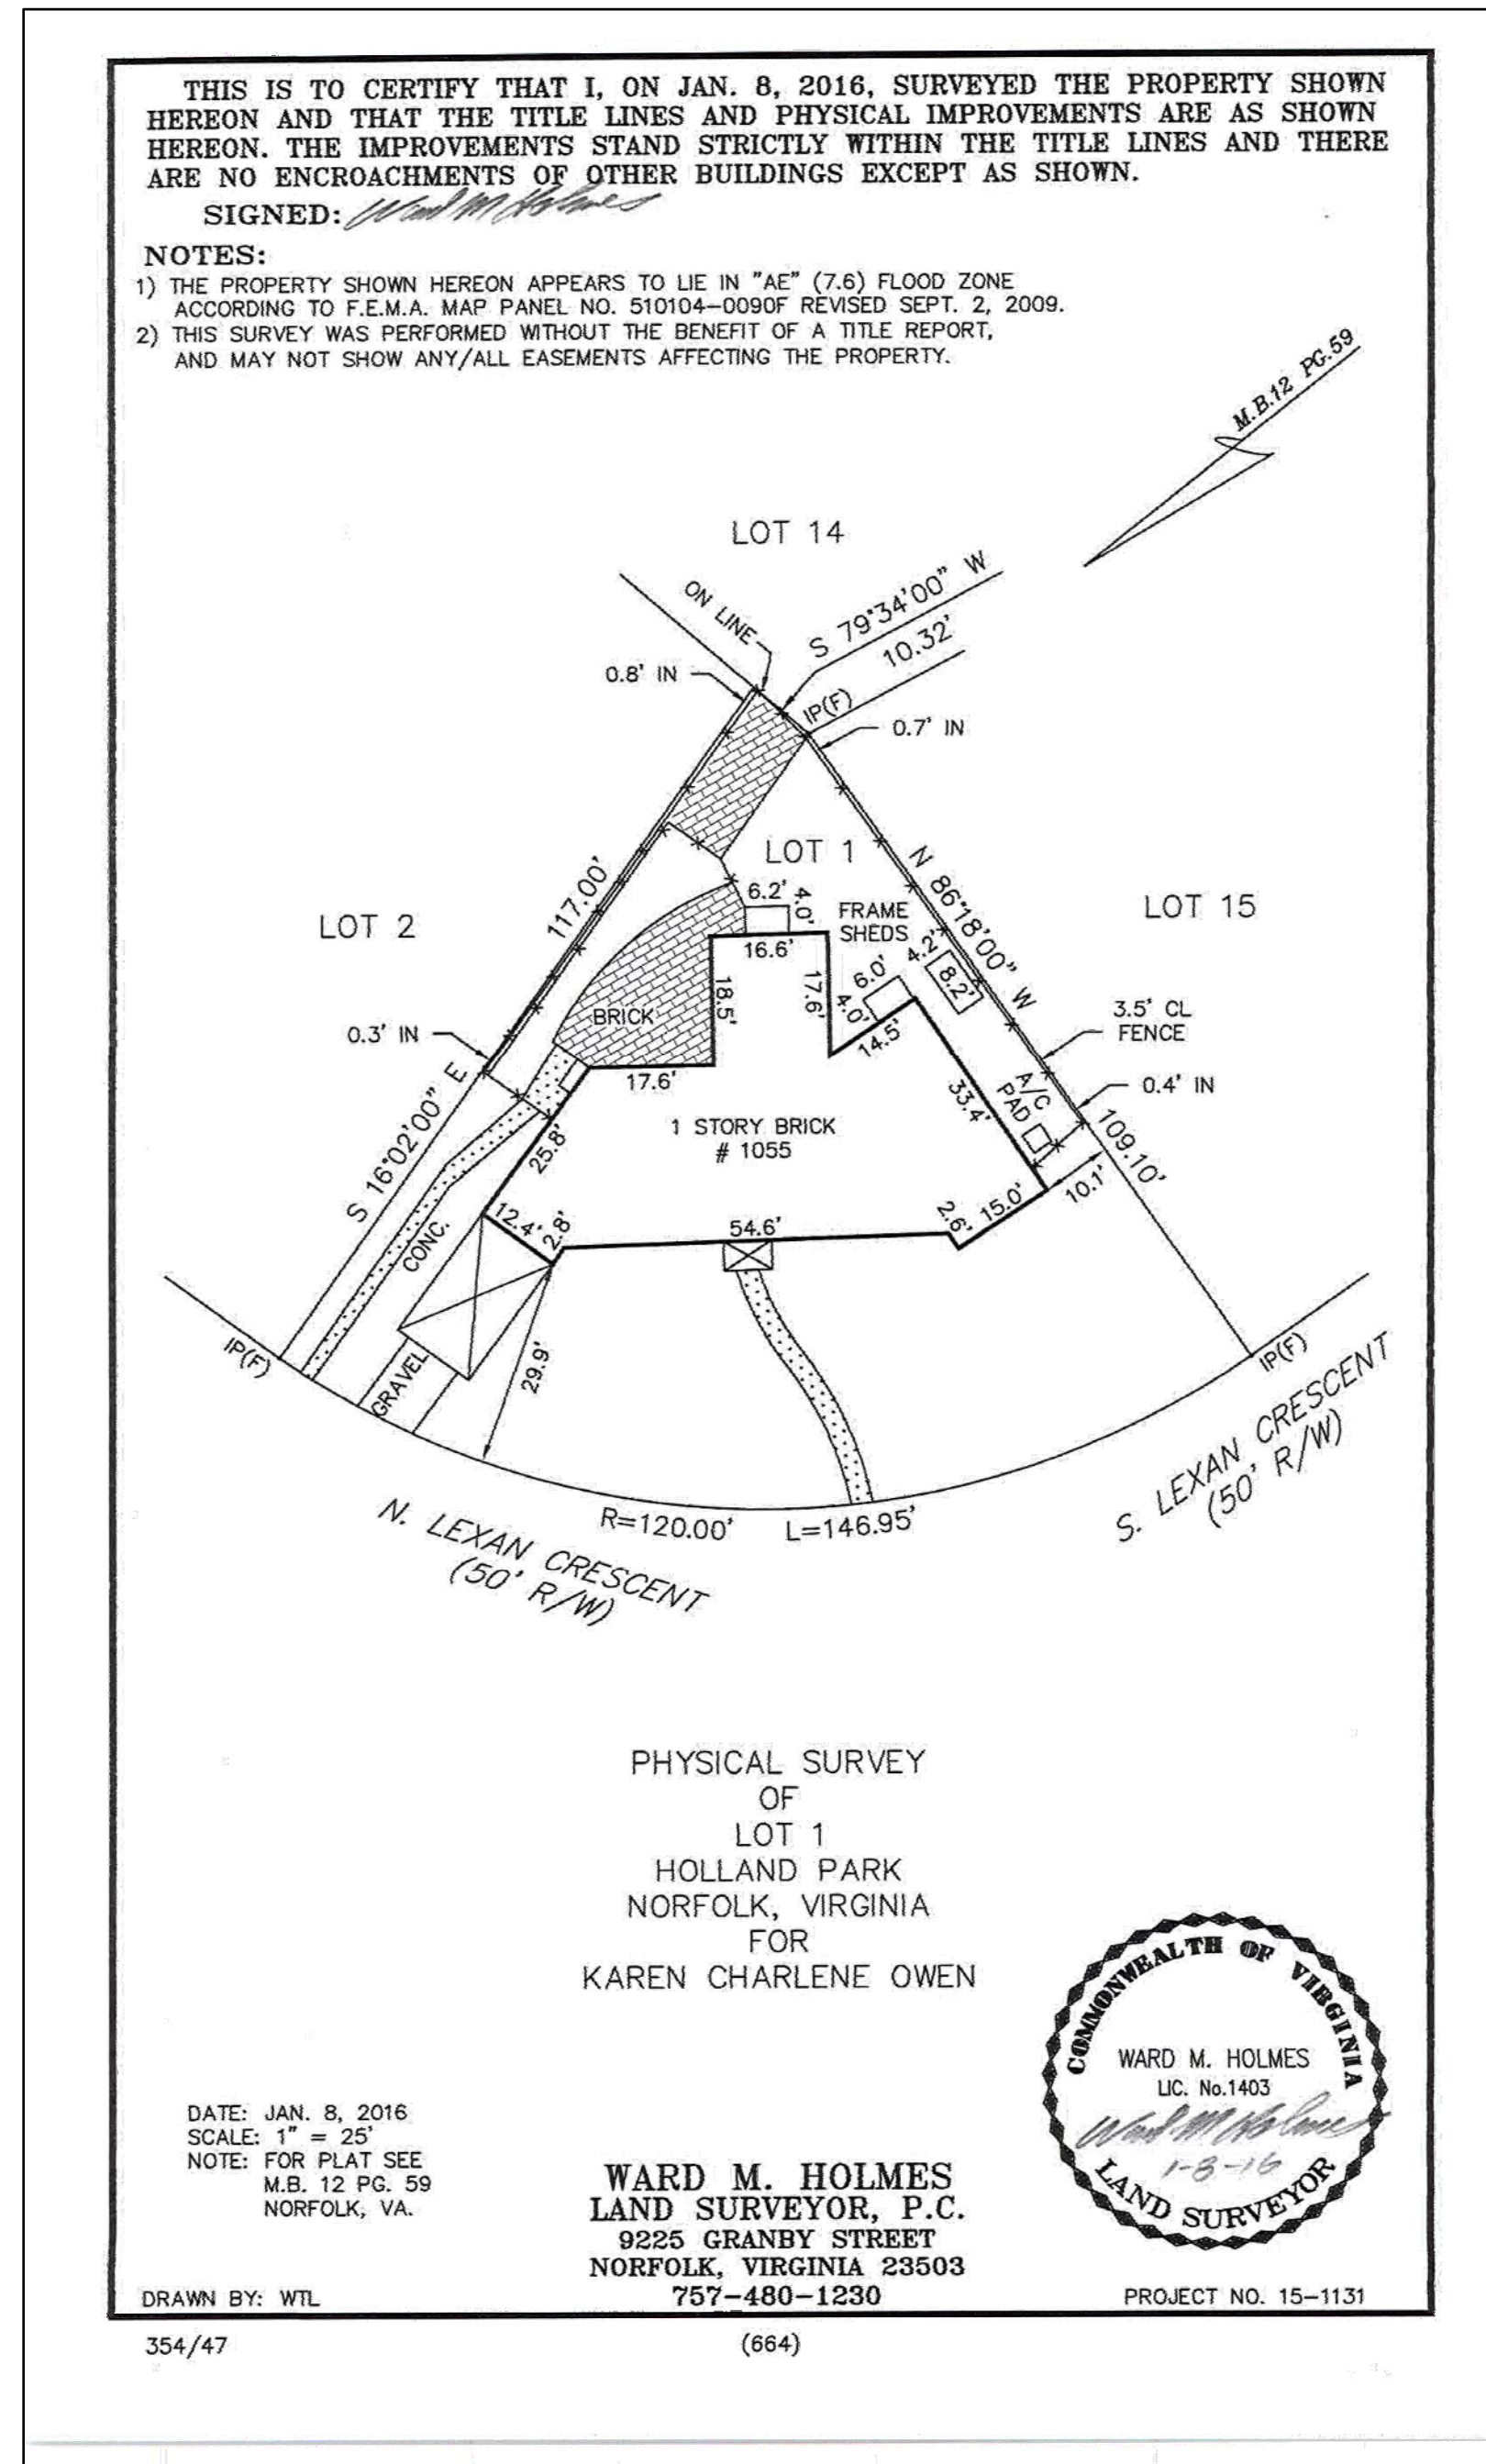 THIS IS TO CERTIFY THAT I, ON JAN. 8, 2016, SURVEYED THE PROPERTY SHOWN
HEREON AND THAT THE TITLE LINES AND PHYSICAL IMPROVEMENTS ARE AS SHOWN
HEREON. THE IMPROVEMENTS STAND STRICTLY WITHIN THE TITLE LINES AND THERE
ARE NO ENCROACHMENTS OF OTHER BUILDINGS EXCEPT AS SHOWN.
SIGNED: Ward M Holmes
NOTES:
1) THE PROPERTY SHOWN HEREON APPEARS TO LIE IN "AE" (7.6) FLOOD ZONE
ACCORDING TO F.E.M.A. MAP PANEL NO. 510104-0090F REVISED SEPT. 2, 2009.
2) THIS SURVEY WAS PERFORMED WITHOUT THE BENEFIT OF A TITLE REPORT,
AND MAY NOT SHOW ANY/ALL EASEMENTS AFFECTING THE PROPERTY.
M.B.12 PG.59
LOT 14
ON LINE
S 79°34'00" W
10.32'
0.8' IN
IP(F)
0.7' IN
LOT 1
N 86°18'00" W
LOT 15
LOT 2
117.00'
6.2'
4.0'
FRAME
SHEDS
16.6'
4.2'
8.2'
6.0'
4.0'
18.5'
17.6'
14.5'
BRICK
3.5' CL
FENCE
0.3' IN
17.6'
33.4'
A/C
PAD
0.4' IN
109.10'
S 16°02'00" E
1 STORY BRICK
# 1055
25.8'
12.4'
2.8'
54.6'
2.6'
15.0'
10.1'
CONC.
IP(F)
GRAVEL
29.9'
IP(F)
N. LEXAN CRESCENT
(50' R/W)
R=120.00'
L=146.95'
S. LEXAN CRESCENT
(50' R/W)
PHYSICAL SURVEY
OF
LOT 1
HOLLAND PARK
NORFOLK, VIRGINIA
FOR
KAREN CHARLENE OWEN
COMMONWEALTH OF VIRGINIA
WARD M. HOLMES
LIC. No.1403
Ward M Holmes
1-8-16
LAND SURVEYOR
DATE: JAN. 8, 2016
SCALE: 1" = 25'
NOTE: FOR PLAT SEE
M.B. 12 PG. 59
NORFOLK, VA.
WARD M. HOLMES
LAND SURVEYOR, P.C.
9225 GRANBY STREET
NORFOLK, VIRGINIA 23503
757-480-1230
DRAWN BY: WTL
PROJECT NO. 15-1131
354/47
(664)